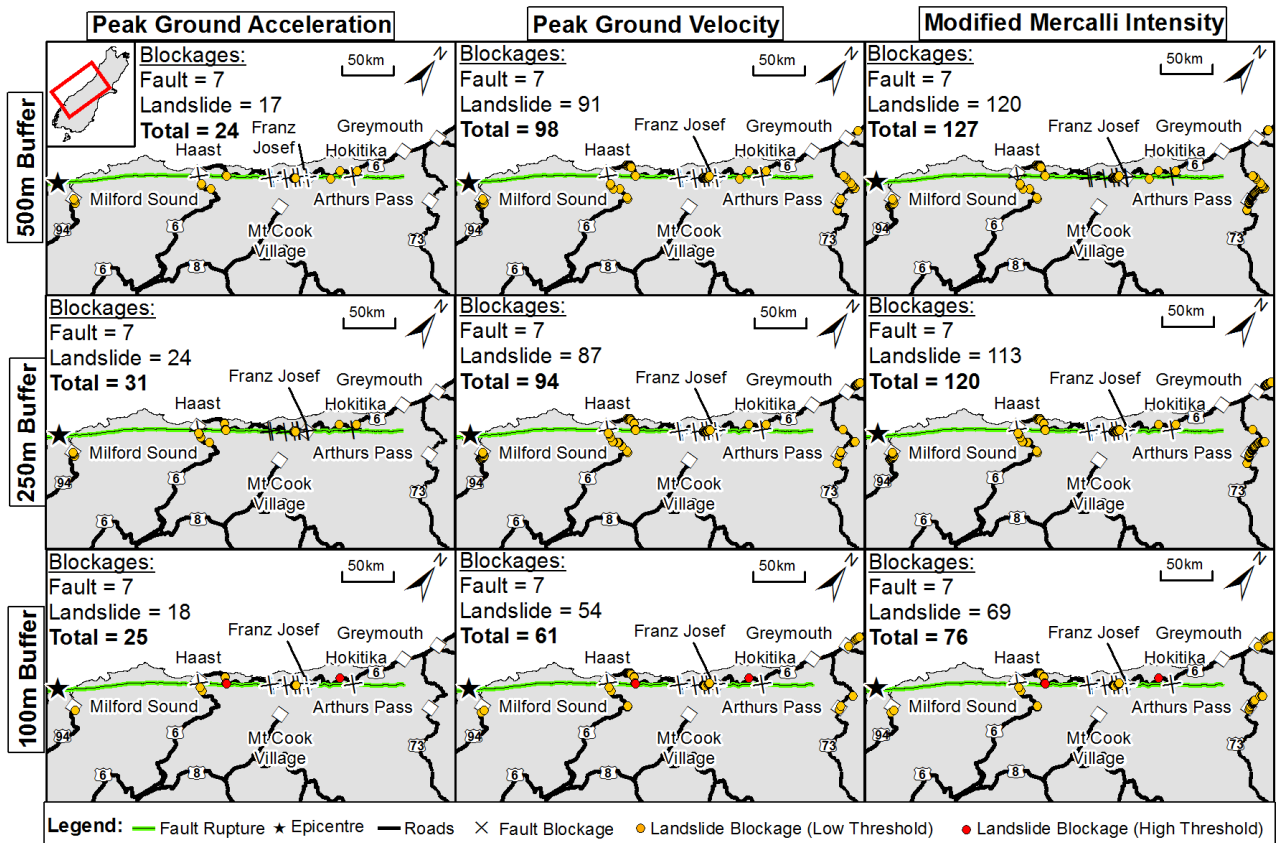 Peak Ground Acceleration
Peak Ground Velocity
Modified Mercalli Intensity
500m Buffer
Blockages:
Fault = 7
Landslide = 17
Total = 24
50km
N
Franz
Josef
Greymouth
Haast
Hokitika
6
Milford Sound
Arthurs Pass
94
6
Mt Cook
Village
73
6
8
Blockages:
Fault = 7
Landslide = 91
Total = 98
50km
N
Franz Josef
Greymouth
Haast
Hokitika
6
Milford Sound
Arthurs Pass
94
6
Mt Cook
Village
73
6
8
Blockages:
Fault = 7
Landslide = 120
Total = 127
50km
N
Franz Josef
Greymouth
Haast
Hokitika
6
Milford Sound
Arthurs Pass
94
6
Mt Cook
Village
73
6
8
250m Buffer
Blockages:
Fault = 7
Landslide = 24
Total = 31
50km
N
Franz Josef
Greymouth
Haast
Hokitika
6
Milford Sound
Arthurs Pass
94
6
Mt Cook
Village
73
6
8
Blockages:
Fault = 7
Landslide = 87
Total = 94
50km
N
Franz Josef
Greymouth
Haast
Hokitika
6
Milford Sound
Arthurs Pass
94
6
Mt Cook
Village
73
6
8
Blockages:
Fault = 7
Landslide = 113
Total = 120
50km
N
Franz Josef
Greymouth
Haast
Hokitika
6
Milford Sound
Arthurs Pass
94
6
Mt Cook
Village
73
6
8
100m Buffer
Blockages:
Fault = 7
Landslide = 18
Total = 25
50km
N
Franz Josef
Greymouth
Haast
Hokitika
6
Milford Sound
Arthurs Pass
94
6
Mt Cook
Village
73
6
8
Blockages:
Fault = 7
Landslide = 54
Total = 61
50km
N
Franz Josef
Greymouth
Haast
Hokitika
6
Milford Sound
Arthurs Pass
94
6
Mt Cook
Village
73
6
8
Blockages:
Fault = 7
Landslide = 69
Total = 76
50km
N
Franz Josef
Greymouth
Haast
Hokitika
6
Milford Sound
Arthurs Pass
94
6
Mt Cook
Village
73
6
8
Legend: Fault Rupture Epicentre Roads Fault Blockage Landslide Blockage (Low Threshold) Landslide Blockage (High Threshold)